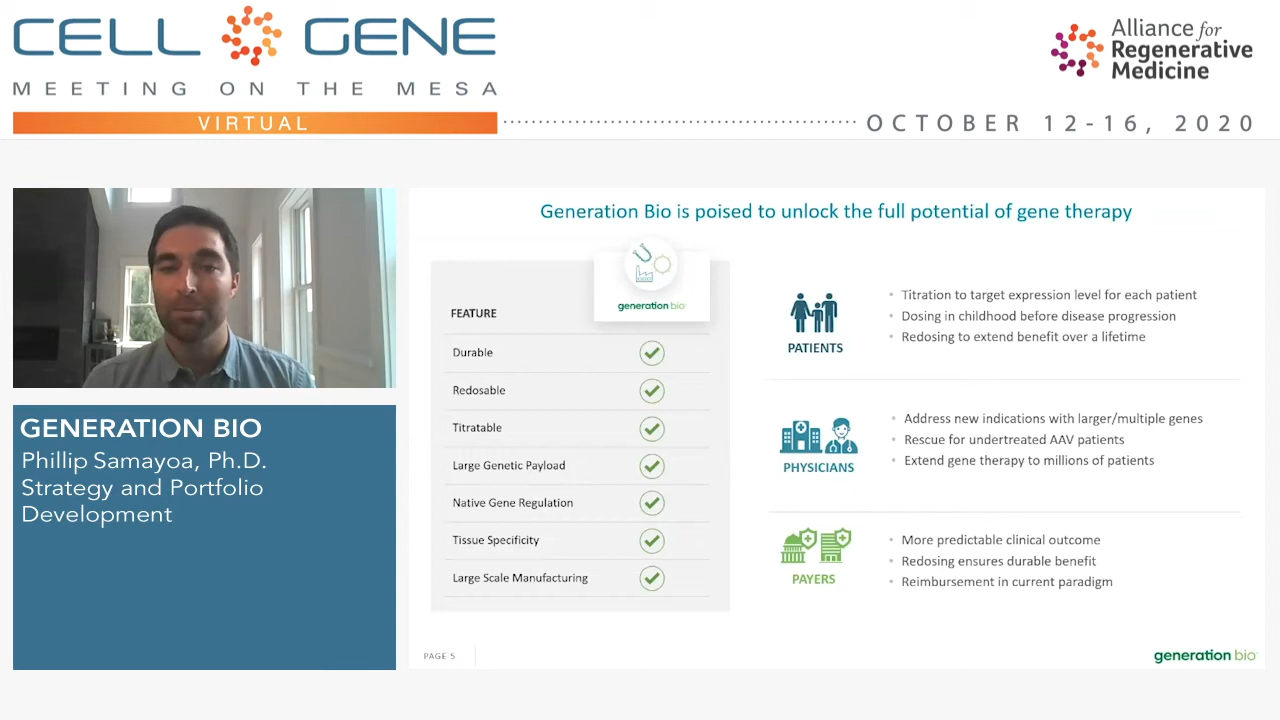 CELL GENE
MEETING ON THE MESA
VIRTUAL
Alliance for
Regenerative
Medicine
OCTOBER 12-16, 2020
GENERATION BIO
Phillip Samayoa, Ph.D.
Strategy and Portfolio
Development
Generation Bio is poised to unlock the full potential of gene therapy
generation bio
FEATURE
Durable
Redosable
Titratable
Large Genetic Payload
Native Gene Regulation
Tissue Specificity
Large Scale Manufacturing
PATIENTS
• Titration to target expression level for each patient
• Dosing in childhood before disease progression
• Redosing to extend benefit over a lifetime
PHYSICIANS
• Address new indications with larger/multiple genes
• Rescue for undertreated AAV patients
• Extend gene therapy to millions of patients
PAYERS
• More predictable clinical outcome
• Redosing ensures durable benefit
• Reimbursement in current paradigm
PAGE 5
generation bio